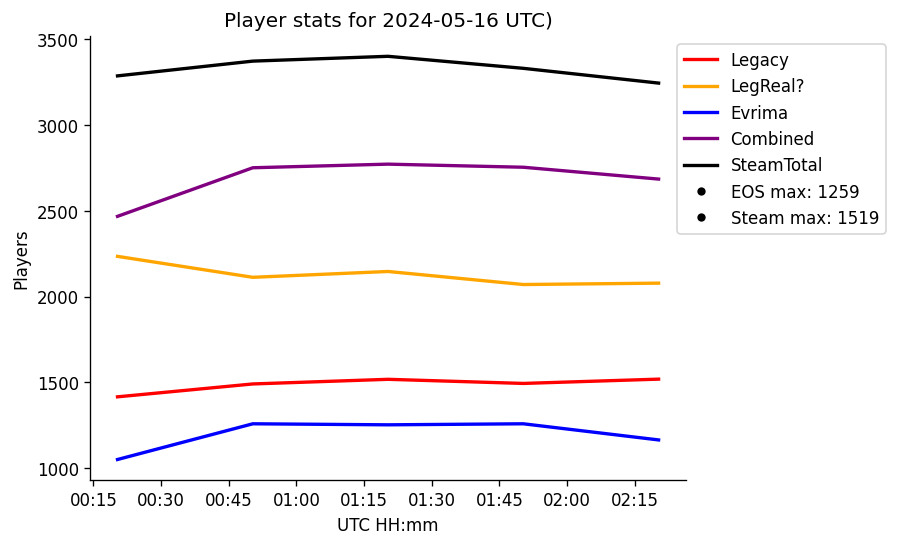 Player stats for 2024-05-16 UTC)
3500
3000
2500
2000
1500
1000
Players
00:15 00:30 00:45 01:00 01:15 01:30 01:45 02:00 02:15
UTC HH:mm
Legacy
LegReal?
Evrima
Combined
SteamTotal
EOS max: 1259
Steam max: 1519